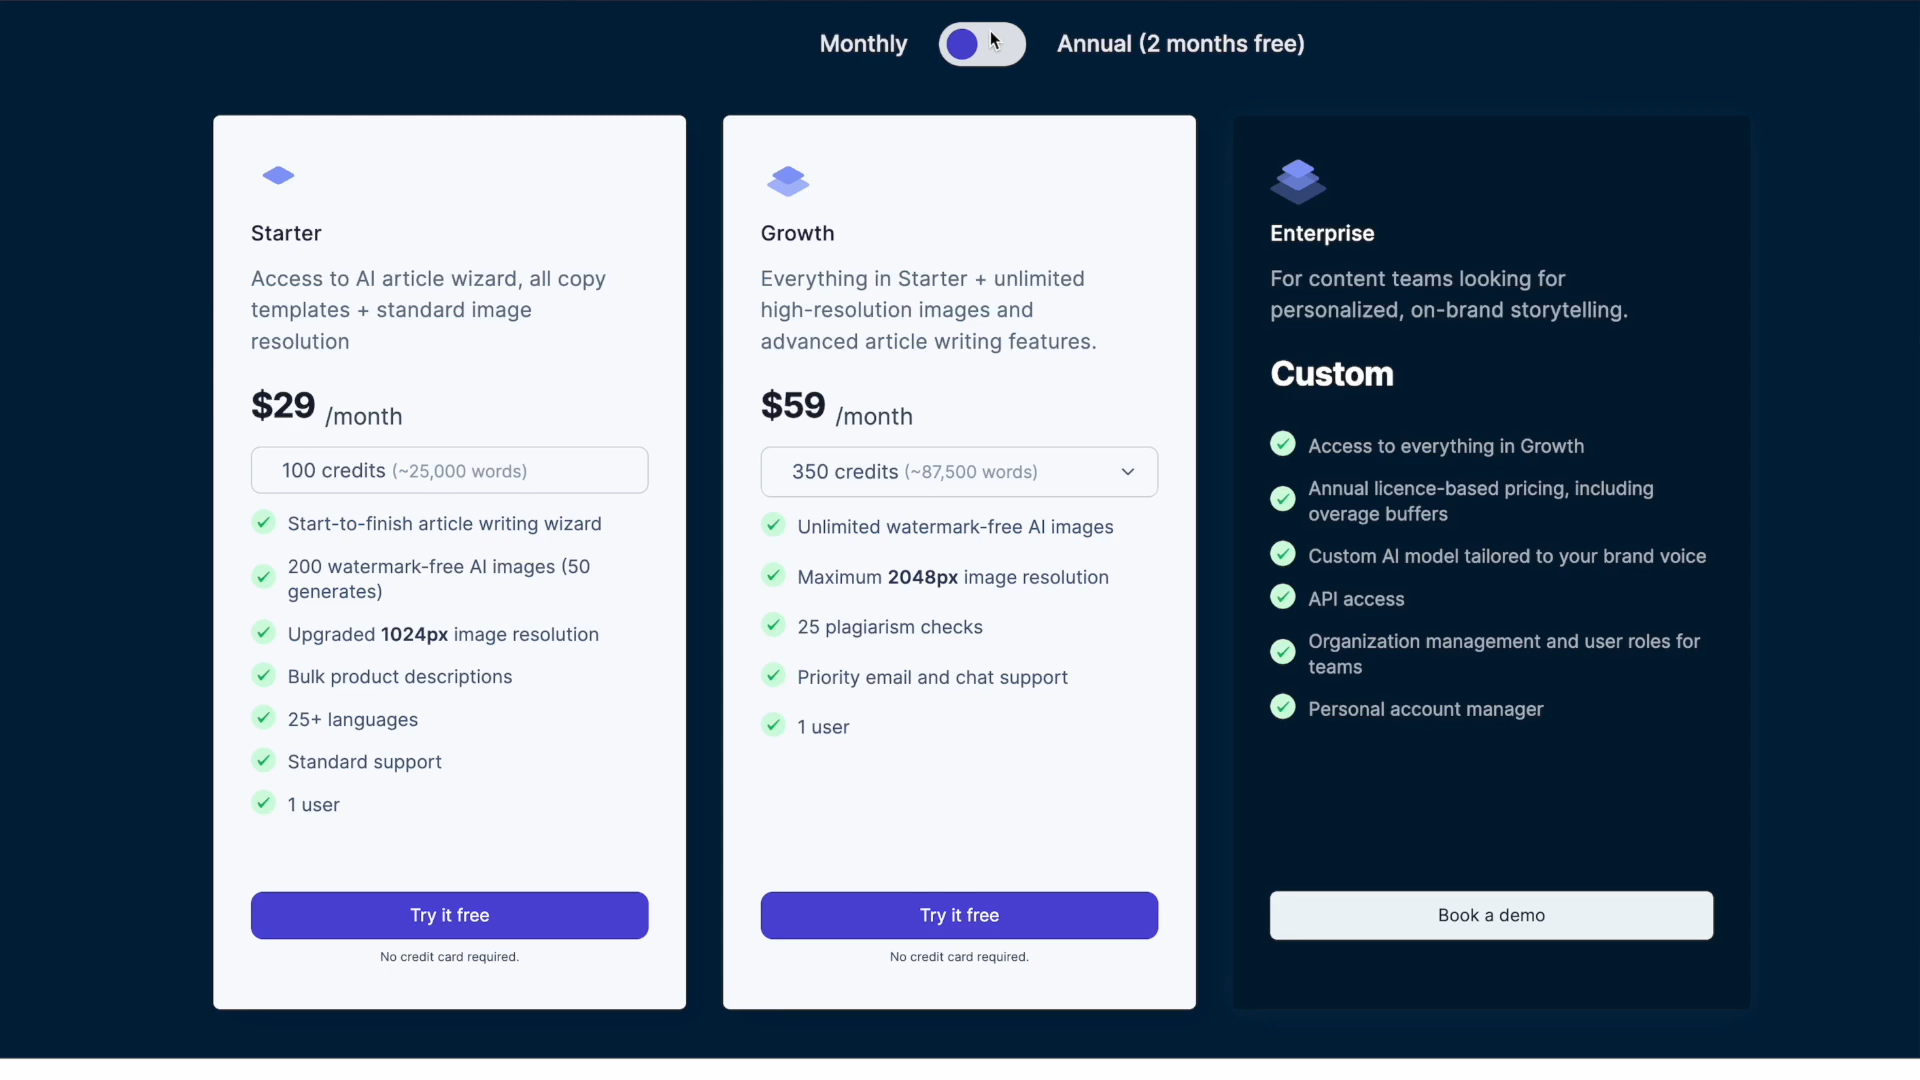 Monthly
Annual (2 months free)
Starter
Access to AI article wizard, all copy
templates + standard image
resolution
$29 /month
100 credits (~25,000 words)
Start-to-finish article writing wizard
200 watermark-free AI images (50
generates)
Upgraded 1024px image resolution
Bulk product descriptions
25+ languages
Standard support
1 user
Try it free
No credit card required.
Growth
Everything in Starter + unlimited
high-resolution images and
advanced article writing features.
$59 /month
350 credits (~87,500 words)
Unlimited watermark-free AI images
Maximum 2048px image resolution
25 plagiarism checks
Priority email and chat support
1 user
Try it free
No credit card required.
Enterprise
For content teams looking for
personalized, on-brand storytelling.
Custom
Access to everything in Growth
Annual licence-based pricing, including
overage buffers
Custom AI model tailored to your brand voice
API access
Organization management and user roles for
teams
Personal account manager
Book a demo